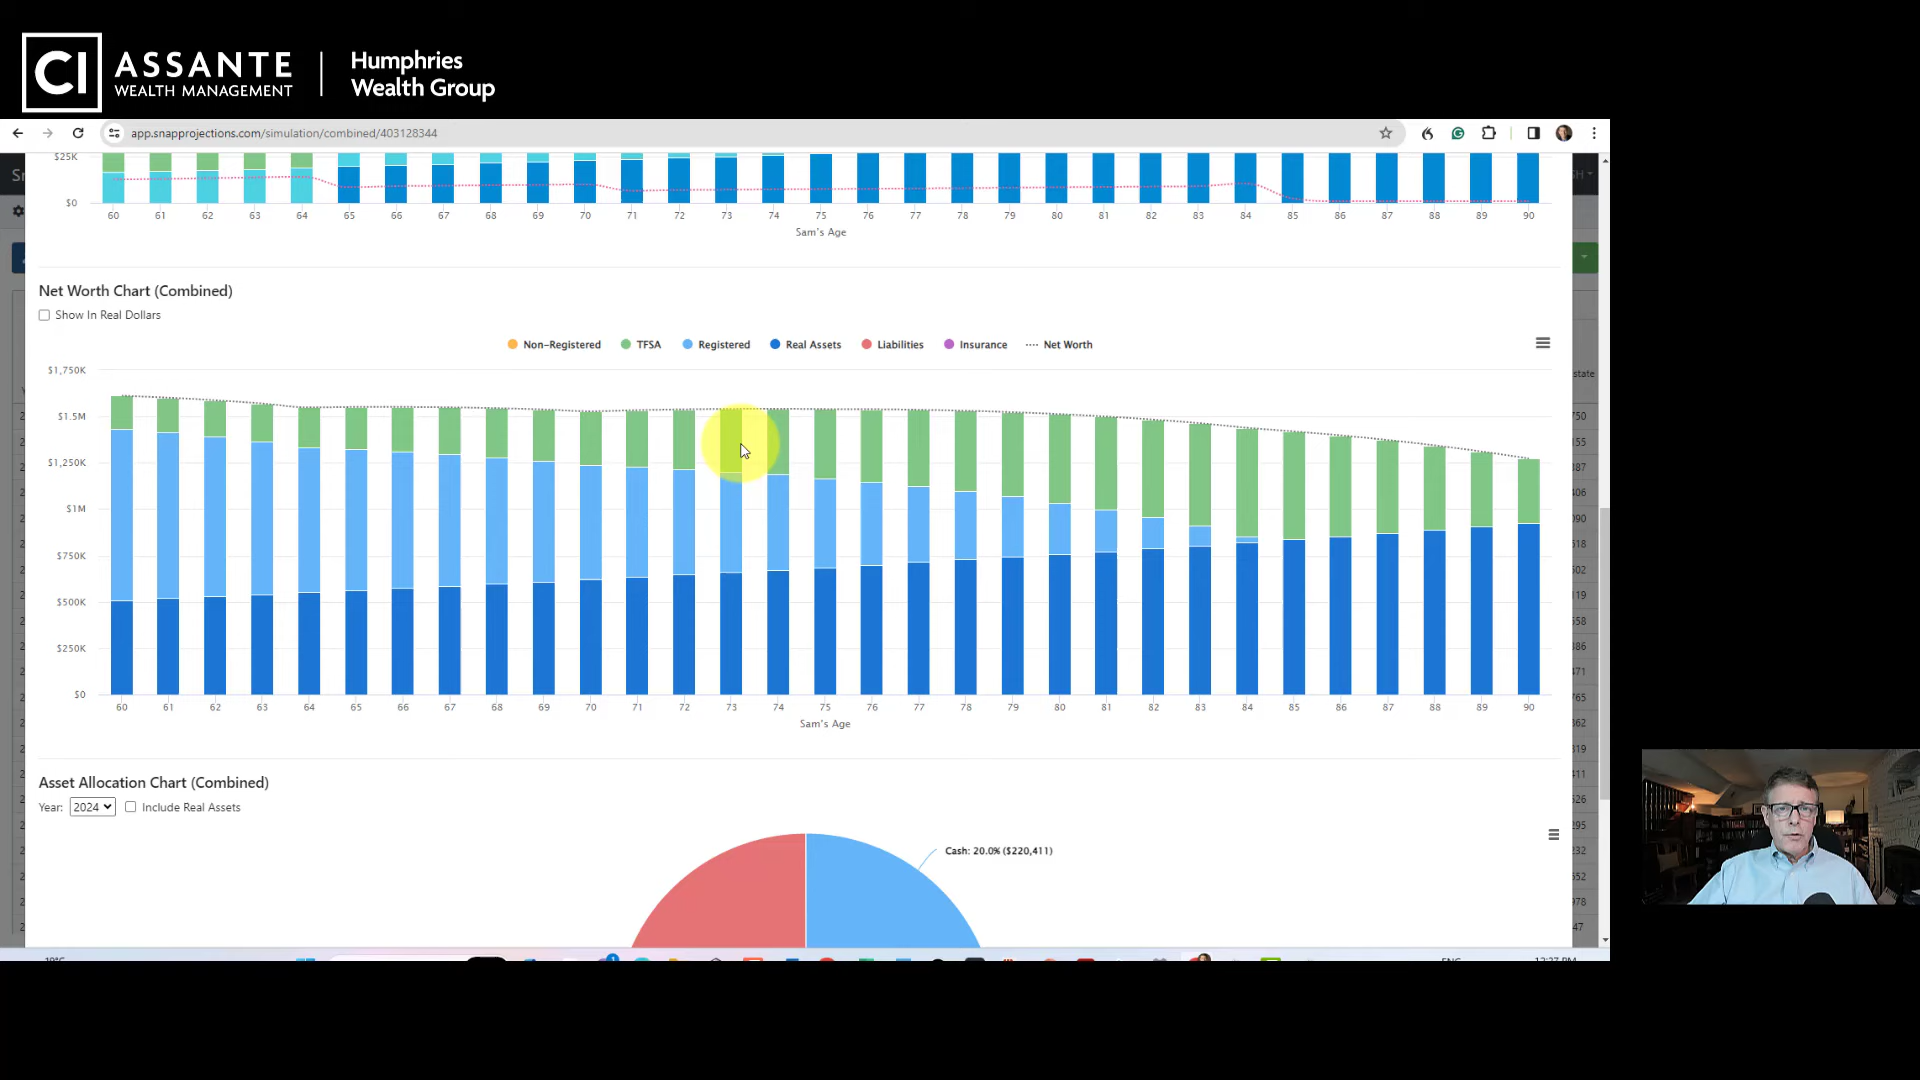 CI ASSANTE
WEALTH MANAGEMENT
Humphries
Wealth Group
app.snapprojections.com/simulation/combined/403128344
$25K
$0
60 61 62 63 64 65 66 67 68 69 70 71 72 73 74 75 76 77 78 79 80 81 82 83 84 85 86 87 88 89 90
Sam's Age
Net Worth Chart (Combined)
Show In Real Dollars
Non-Registered TFSA Registered Real Assets Liabilities Insurance Net Worth
$1,750K
$1.5M
$1,250K
$1M
$750K
$500K
$250K
$0
60 61 62 63 64 65 66 67 68 69 70 71 72 73 74 75 76 77 78 79 80 81 82 83 84 85 86 87 88 89 90
Sam's Age
Asset Allocation Chart (Combined)
Year: 2024 Include Real Assets
Cash: 20.0% ($220,411)